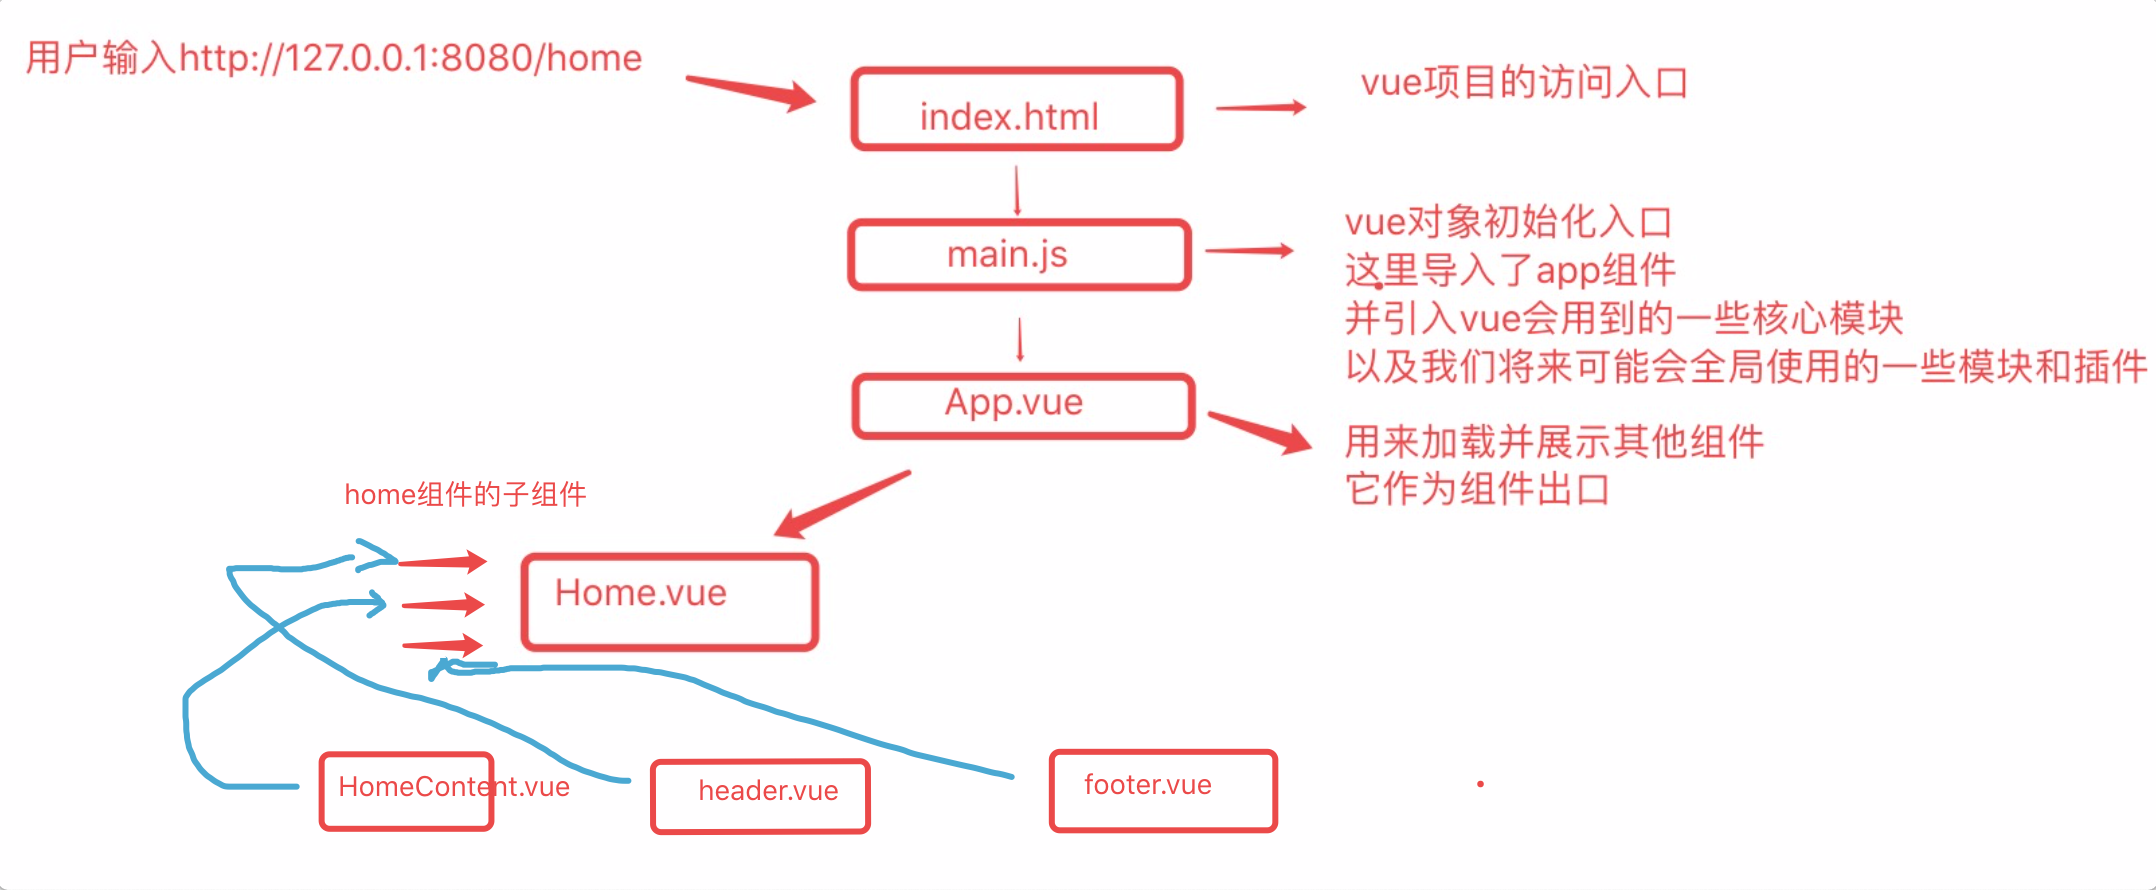 用户输入http://127.0.0.1:8080/home
index.html
vue项目的访问入口
main.js
vue对象初始化入口
这里导入了app组件
并引入vue会用到的一些核心模块
以及我们将来可能会全局使用的一些模块和插件
App.vue
用来加载并展示其他组件
它作为组件出口
home组件的子组件
Home.vue
HomeContent.vue
header.vue
footer.vue